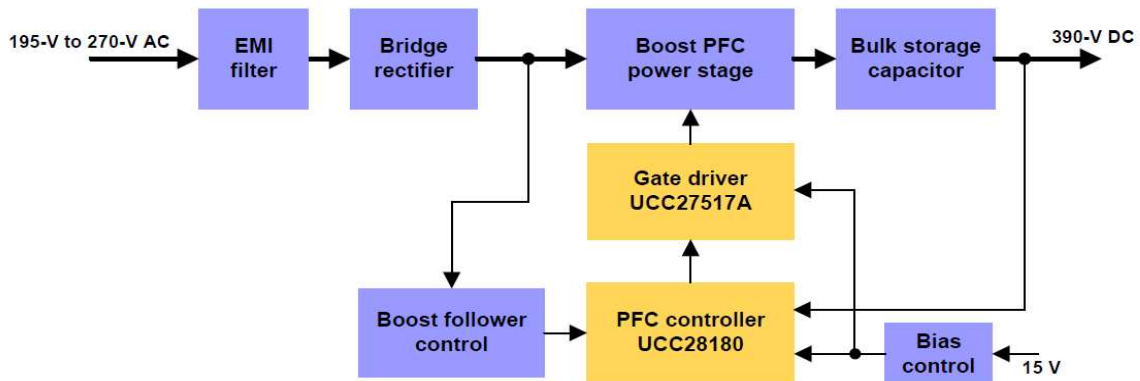 195-V to 270-V AC
EMI
filter
Bridge
rectifier
Boost PFC
power stage
Bulk storage
capacitor
390-V DC
Gate driver
UCC27517A
Boost follower
control
PFC controller
UCC28180
Bias
control
15 V